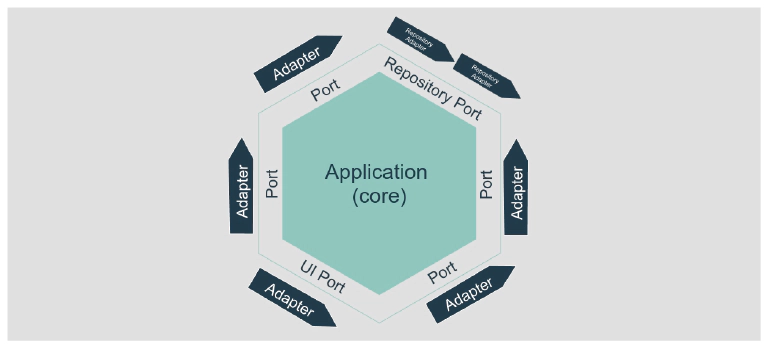 Adapter
Repository
Adapter
Repository
Adapter
Port
Repository Port
Adapter
Port
Application
(core)
Port
Adapter
UI Port
Port
Adapter
Adapter